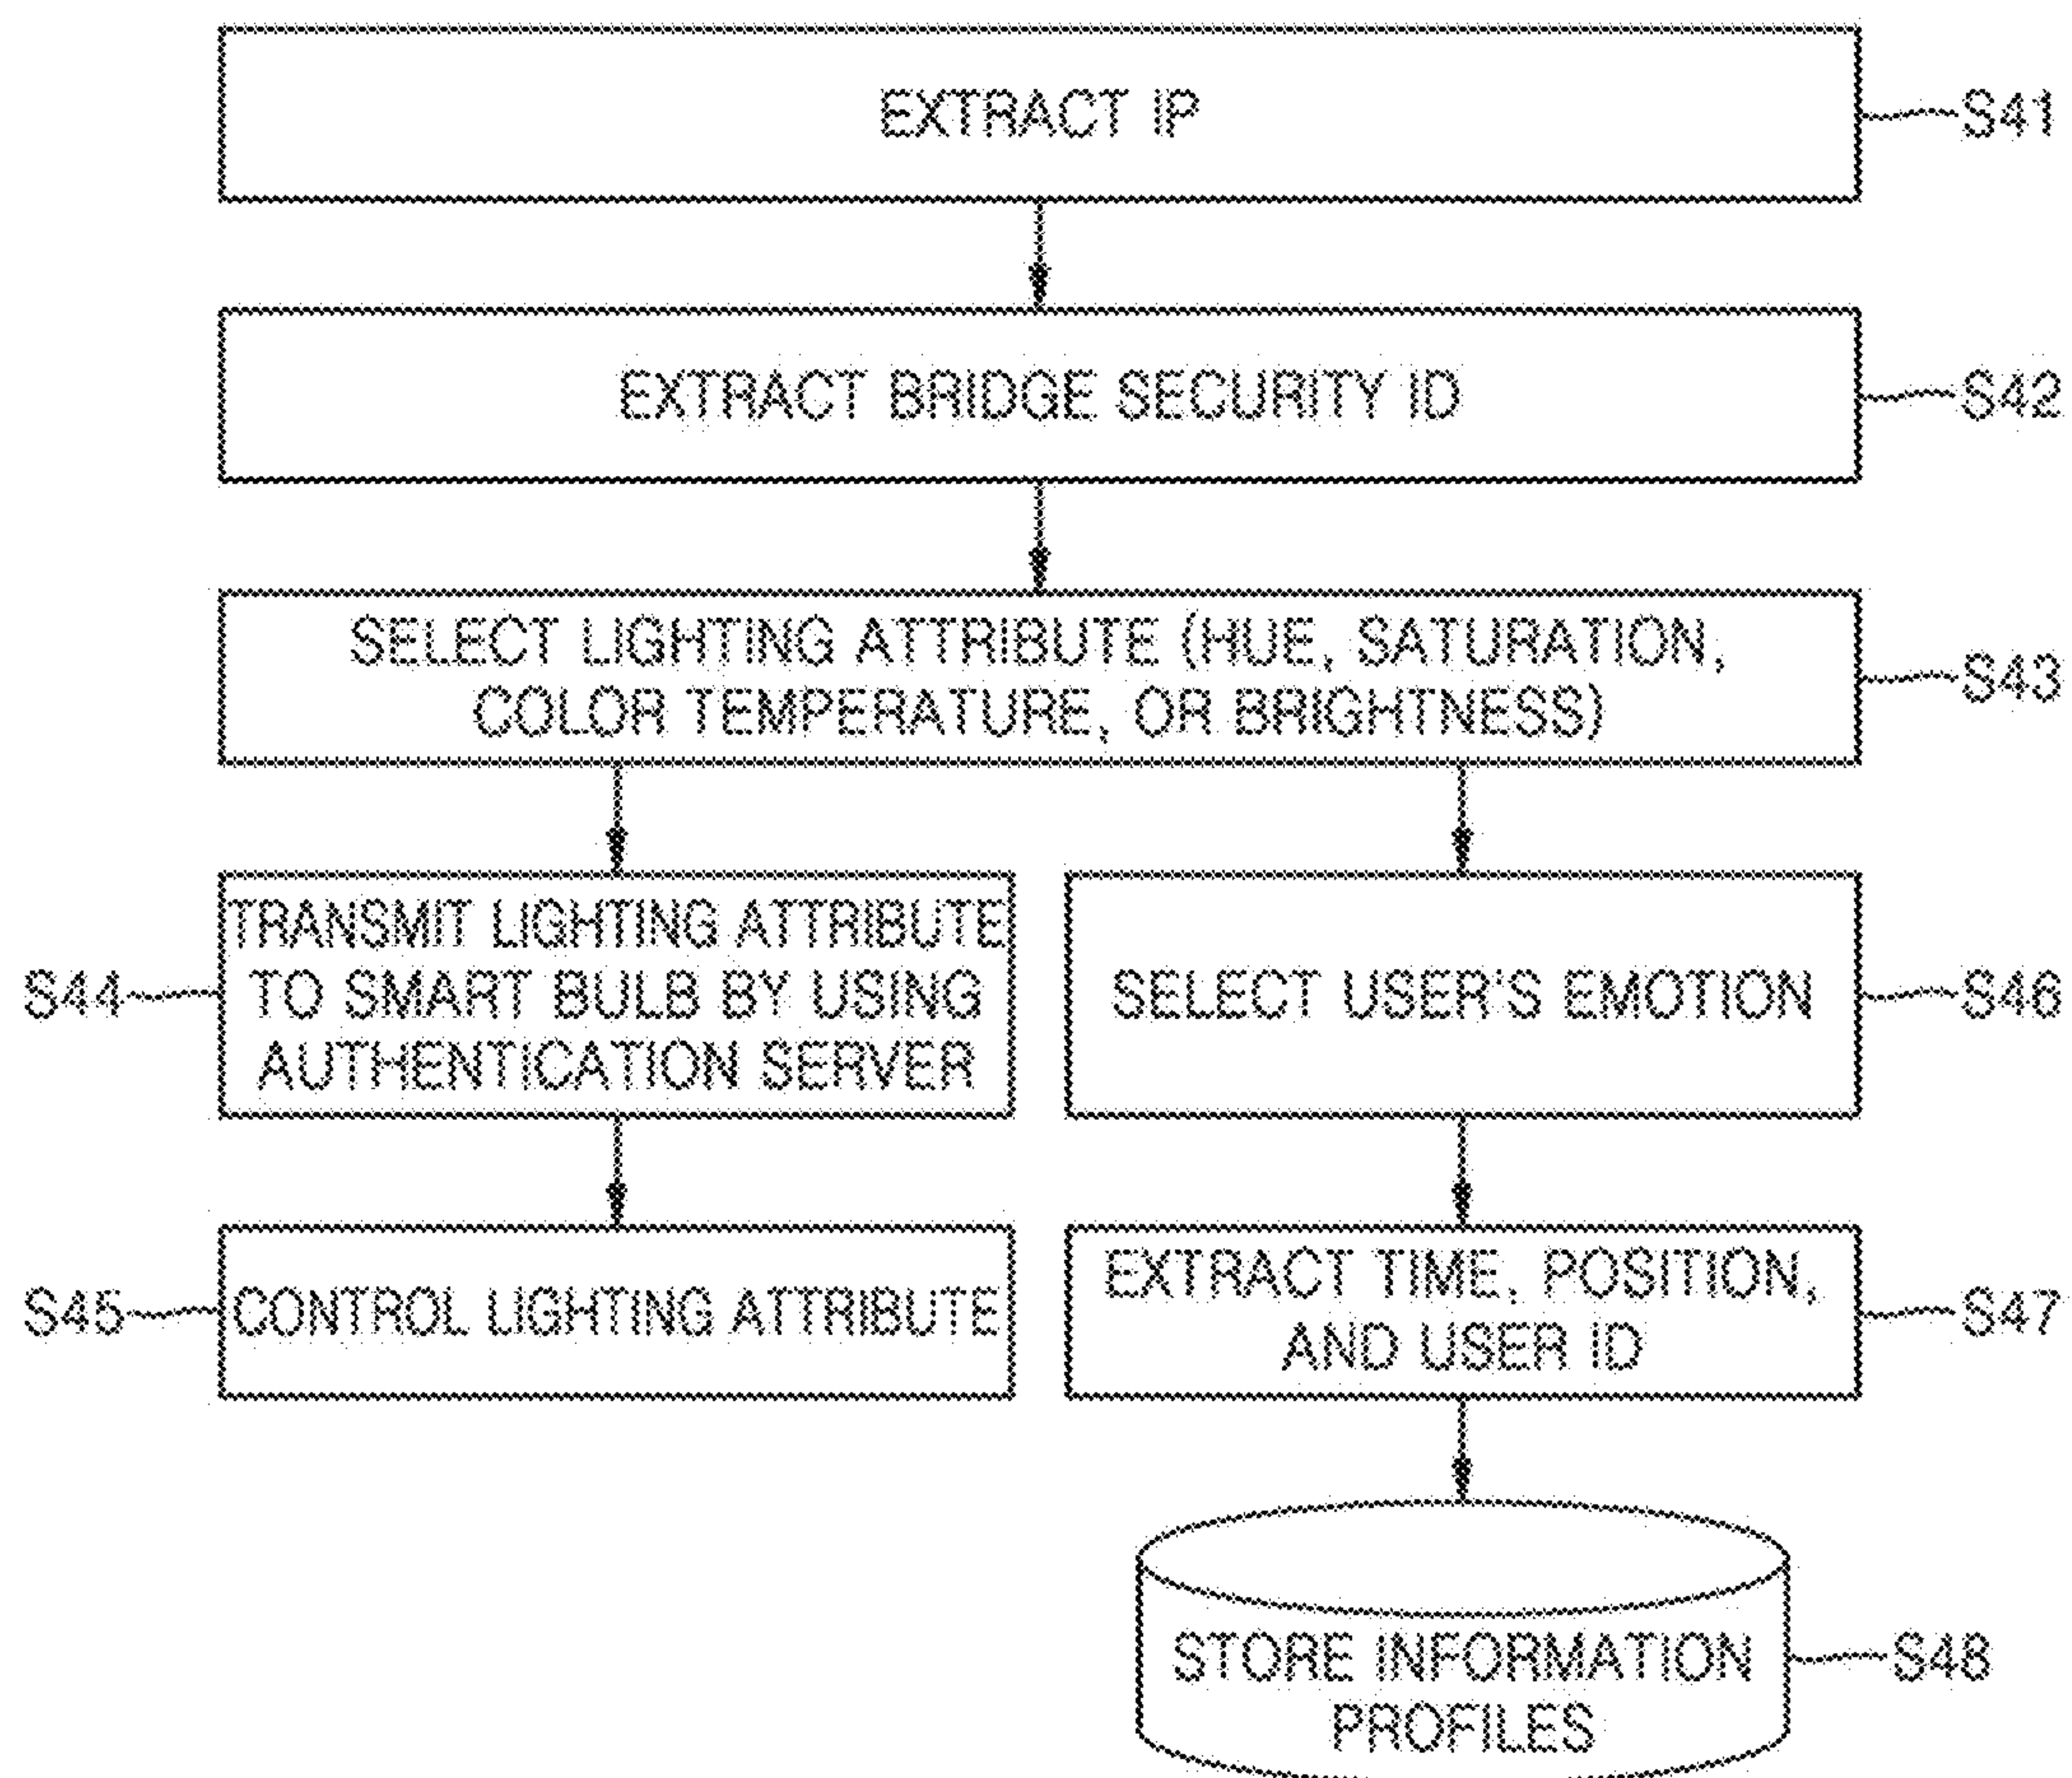 EXTRACT IP
S41
EXTRACT BRIDGE SECURITY ID
S42
SELECT LIGHTING ATTRIBUTE (HUE, SATURATION,
COLOR TEMPERATURE, OR BRIGHTNESS)
S43
S44
TRANSMIT LIGHTING ATTRIBUTE
TO SMART BULB BY USING
AUTHENTICATION SERVER
SELECT USER'S EMOTION
S46
S45
CONTROL LIGHTING ATTRIBUTE
EXTRACT TIME, POSITION,
AND USER ID
S47
STORE INFORMATION
PROFILES
S48